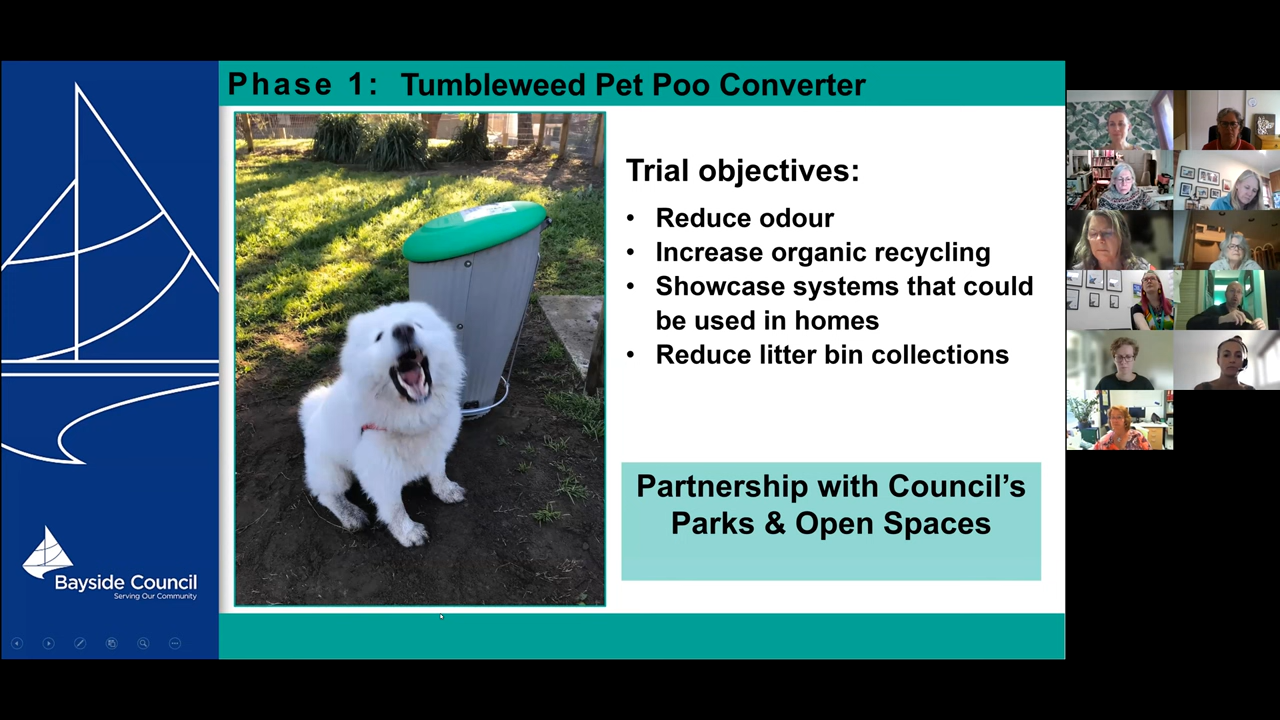 Phase 1: Tumbleweed Pet Poo Converter
Trial objectives:
• Reduce odour
• Increase organic recycling
• Showcase systems that could
be used in homes
• Reduce litter bin collections
Partnership with Council’s
Parks & Open Spaces
Bayside Council
Serving Our Community